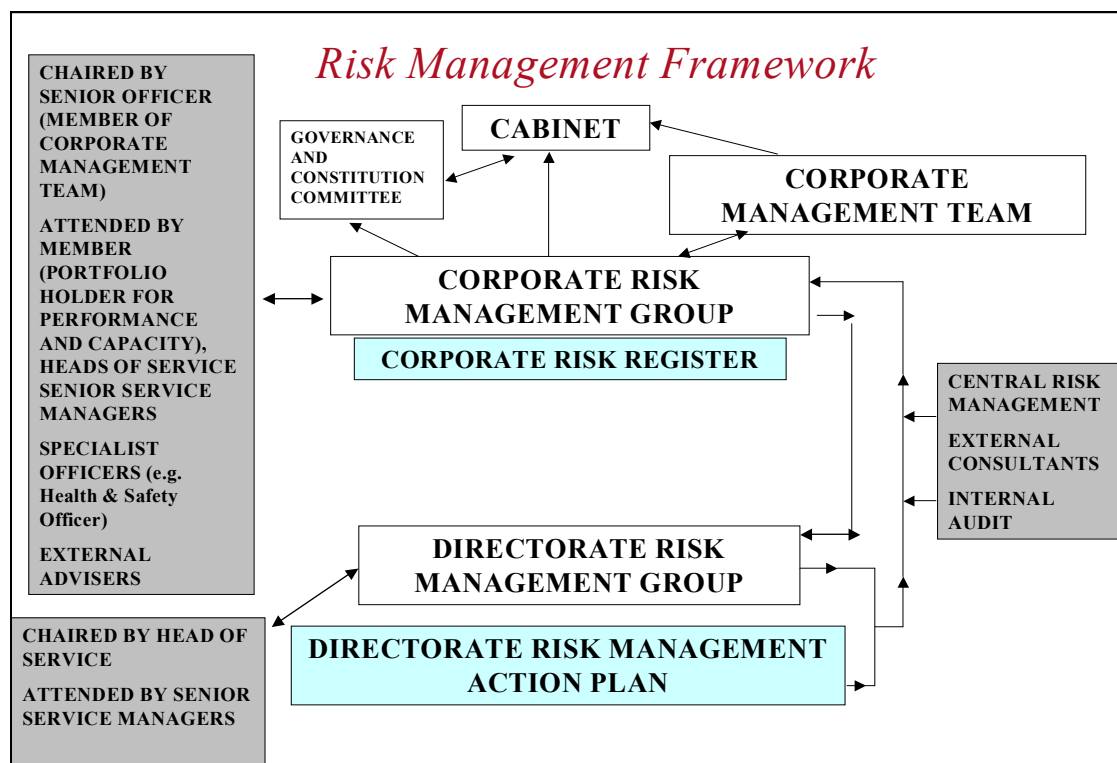 Risk Management Framework
CHAIRED BY
SENIOR OFFICER
(MEMBER OF
CORPORATE
MANAGEMENT
TEAM)
ATTENDED BY
MEMBER
(PORTFOLIO
HOLDER FOR
PERFORMANCE
AND CAPACITY),
HEADS OF SERVICE
SENIOR SERVICE
MANAGERS
SPECIALIST
OFFICERS (e.g.
Health & Safety
Officer)
EXTERNAL
ADVISERS
CABINET
GOVERNANCE
AND
CONSTITUTION
COMMITTEE
CORPORATE
MANAGEMENT TEAM
CORPORATE RISK
MANAGEMENT GROUP
CORPORATE RISK REGISTER
CENTRAL RISK
MANAGEMENT
EXTERNAL
CONSULTANTS
INTERNAL
AUDIT
DIRECTORATE RISK
MANAGEMENT GROUP
DIRECTORATE RISK MANAGEMENT
ACTION PLAN
CHAIRED BY HEAD OF
SERVICE
ATTENDED BY SENIOR
SERVICE MANAGERS